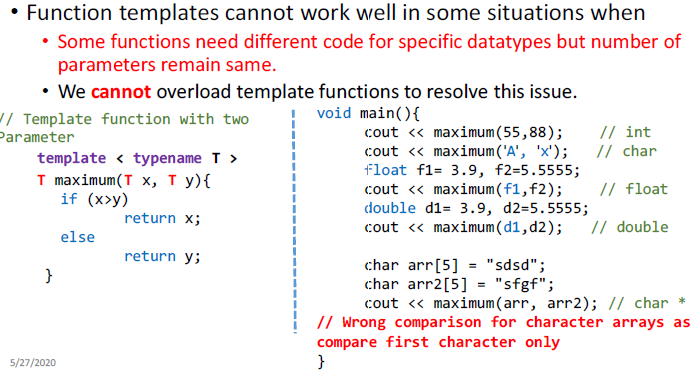 • Function templates cannot work well in some situations when
• Some functions need different code for specific datatypes but number of
parameters remain same.
• We cannot overload template functions to resolve this issue.
// Template function with two
Parameter
template < typename T >
T maximum(T x, T y){
if (x>y)
return x;
else
return y;
}
void main(){
cout << maximum(55,88); // int
cout << maximum('A', 'x'); // char
float f1= 3.9, f2=5.5555;
cout << maximum(f1,f2); // float
double d1= 3.9, d2=5.5555;
cout << maximum(d1,d2); // double
char arr[5] = "sdsd";
char arr2[5] = "sfgf";
cout << maximum(arr, arr2); // char *
// Wrong comparison for character arrays as
compare first character only
}
5/27/2020